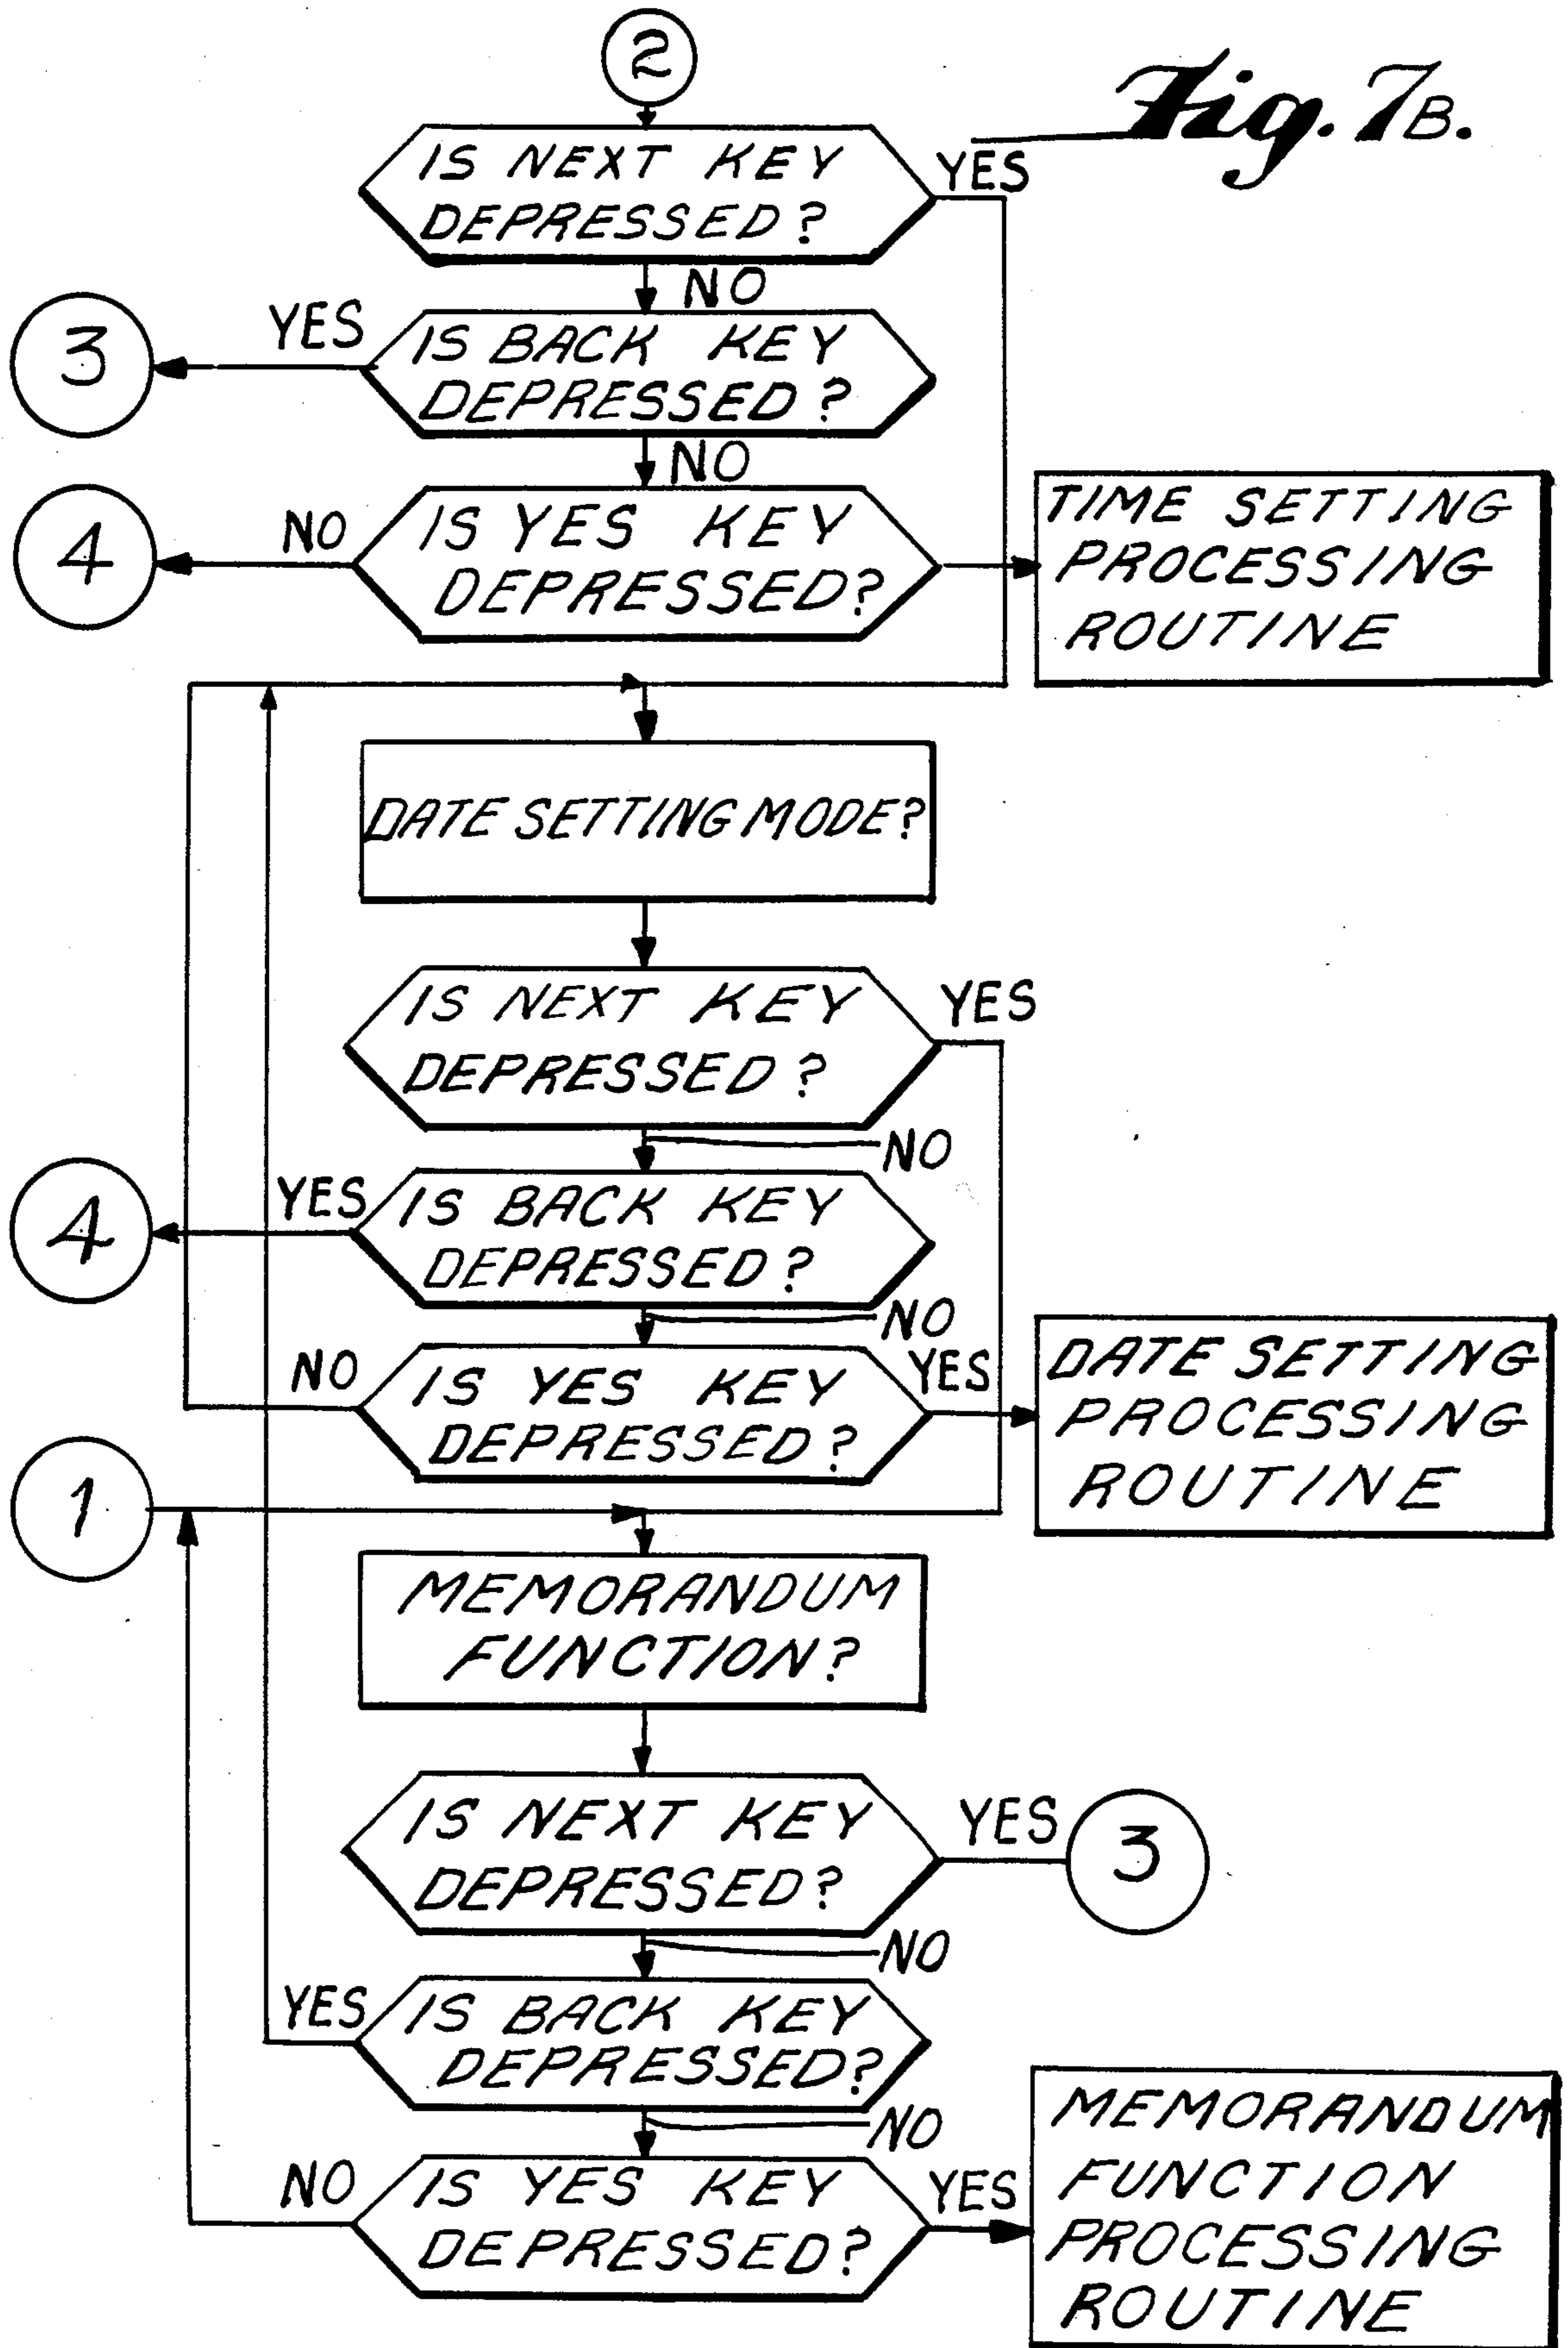 2
Fig. 7B.
IS NEXT KEY
DEPRESSED?
YES
NO
3
YES
IS BACK KEY
DEPRESSED?
NO
4
NO
IS YES KEY
DEPRESSED?
TIME SETTING
PROCESSING
ROUTINE
DATE SETTING MODE?
IS NEXT KEY
DEPRESSED?
YES
NO
4
YES
IS BACK KEY
DEPRESSED?
NO
NO
IS YES KEY
DEPRESSED?
YES
DATE SETTING
PROCESSING
ROUTINE
1
MEMORANDUM
FUNCTION?
IS NEXT KEY
DEPRESSED?
YES
3
NO
YES
IS BACK KEY
DEPRESSED?
NO
NO
IS YES KEY
DEPRESSED?
YES
MEMORANDUM
FUNCTION
PROCESSING
ROUTINE